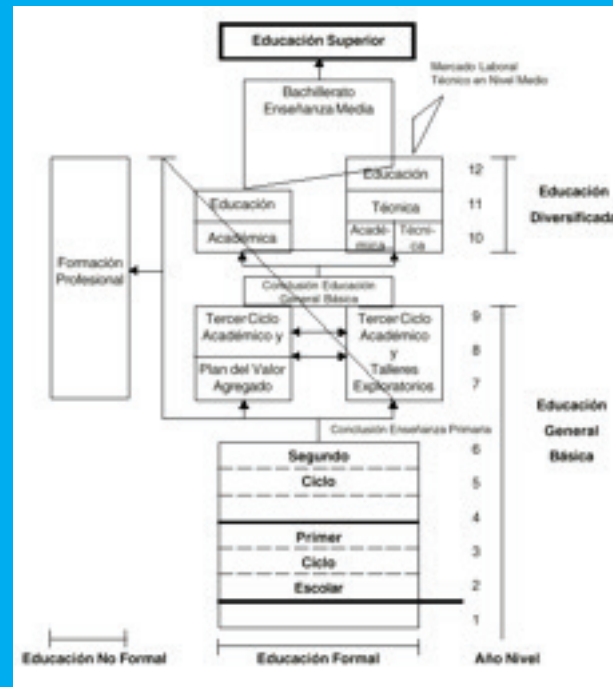 Educación Superior
Mercado Laboral
Técnico en Nivel Medio
Bachillerato
Enseñanza Media
Educación
12
Educación
Técnica
11
Educación
Diversificada
Académica
Acadé-
mica
Técni-
ca
10
Formación
Profesional
Conclusión Educación
General Básica
Tercer Ciclo
Académico y
Plan del Valor
Agregado
Tercer Ciclo
Académico
y
Talleres
Exploratorios
9
8
7
Educación
General
Básica
Conclusión Enseñanza Primaria
Segundo
6
Ciclo
5
4
Primer
3
Ciclo
2
Escolar
1
Educación No Formal
Educación Formal
Año Nivel